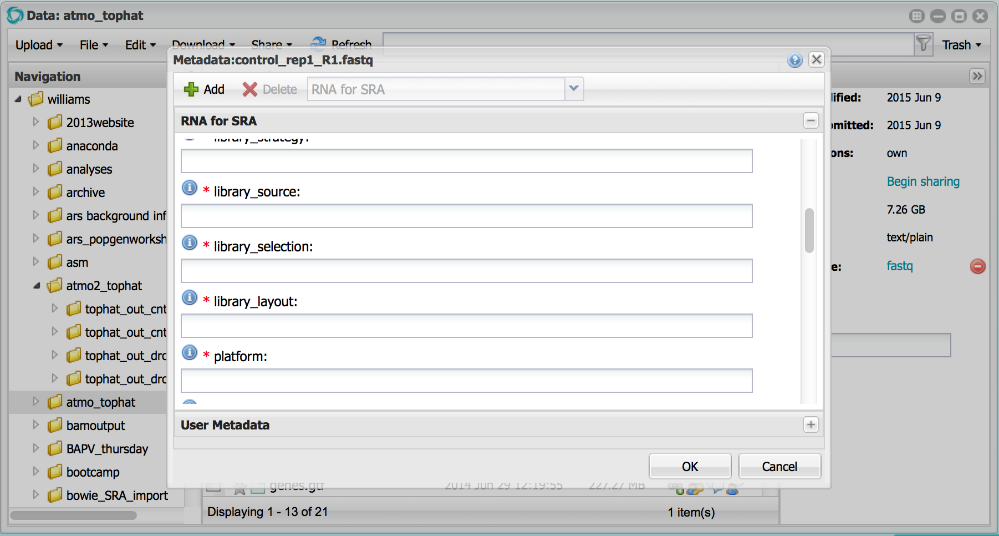 Data: atmo_tophat
Upload File Edit Download Share Refresh Trash
Navigation
williams
2013website
anaconda
analyses
archive
ars background inf
ars_popgenworksh
asm
atmo2_tophat
tophat_out_cnt
tophat_out_cnt
tophat_out_drc
tophat_out_drc
atmo_tophat
bamoutput
BAPV_thursday
bootcamp
bowie_SRA_import
Metadata:control_rep1_R1.fastq
Add Delete RNA for SRA
RNA for SRA
library_strategy:
* library_source:
* library_selection:
* library_layout:
* platform:
User Metadata
OK Cancel
lified: 2015 Jun 9
omitted: 2015 Jun 9
ons: own
Begin sharing
7.26 GB
text/plain
e: fastq
genes.gtf 2014 Jun 29 12:19:55 227.27 MB
Displaying 1 - 13 of 21 1 item(s)